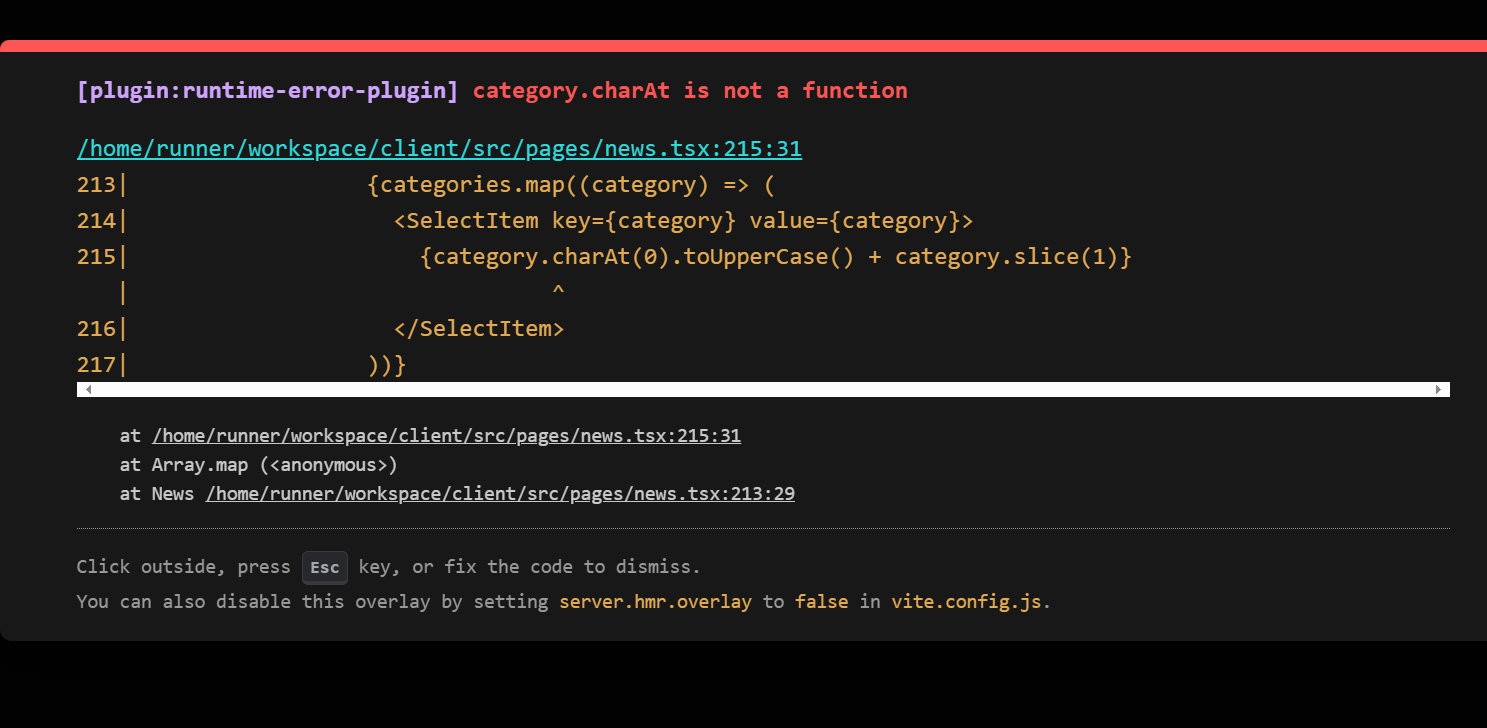 [plugin:runtime-error-plugin] category.charAt is not a function
/home/runner/workspace/client/src/pages/news.tsx:215:31
213|                  {categories.map((category) => (
214|                    <SelectItem key={category} value={category}>
215|                      {category.charAt(0).toUpperCase() + category.slice(1)}
   |                                ^
216|                    </SelectItem>
217|                  ))}
at /home/runner/workspace/client/src/pages/news.tsx:215:31
at Array.map (<anonymous>)
at News /home/runner/workspace/client/src/pages/news.tsx:213:29
Click outside, press Esc key, or fix the code to dismiss.
You can also disable this overlay by setting server.hmr.overlay to false in vite.config.js.